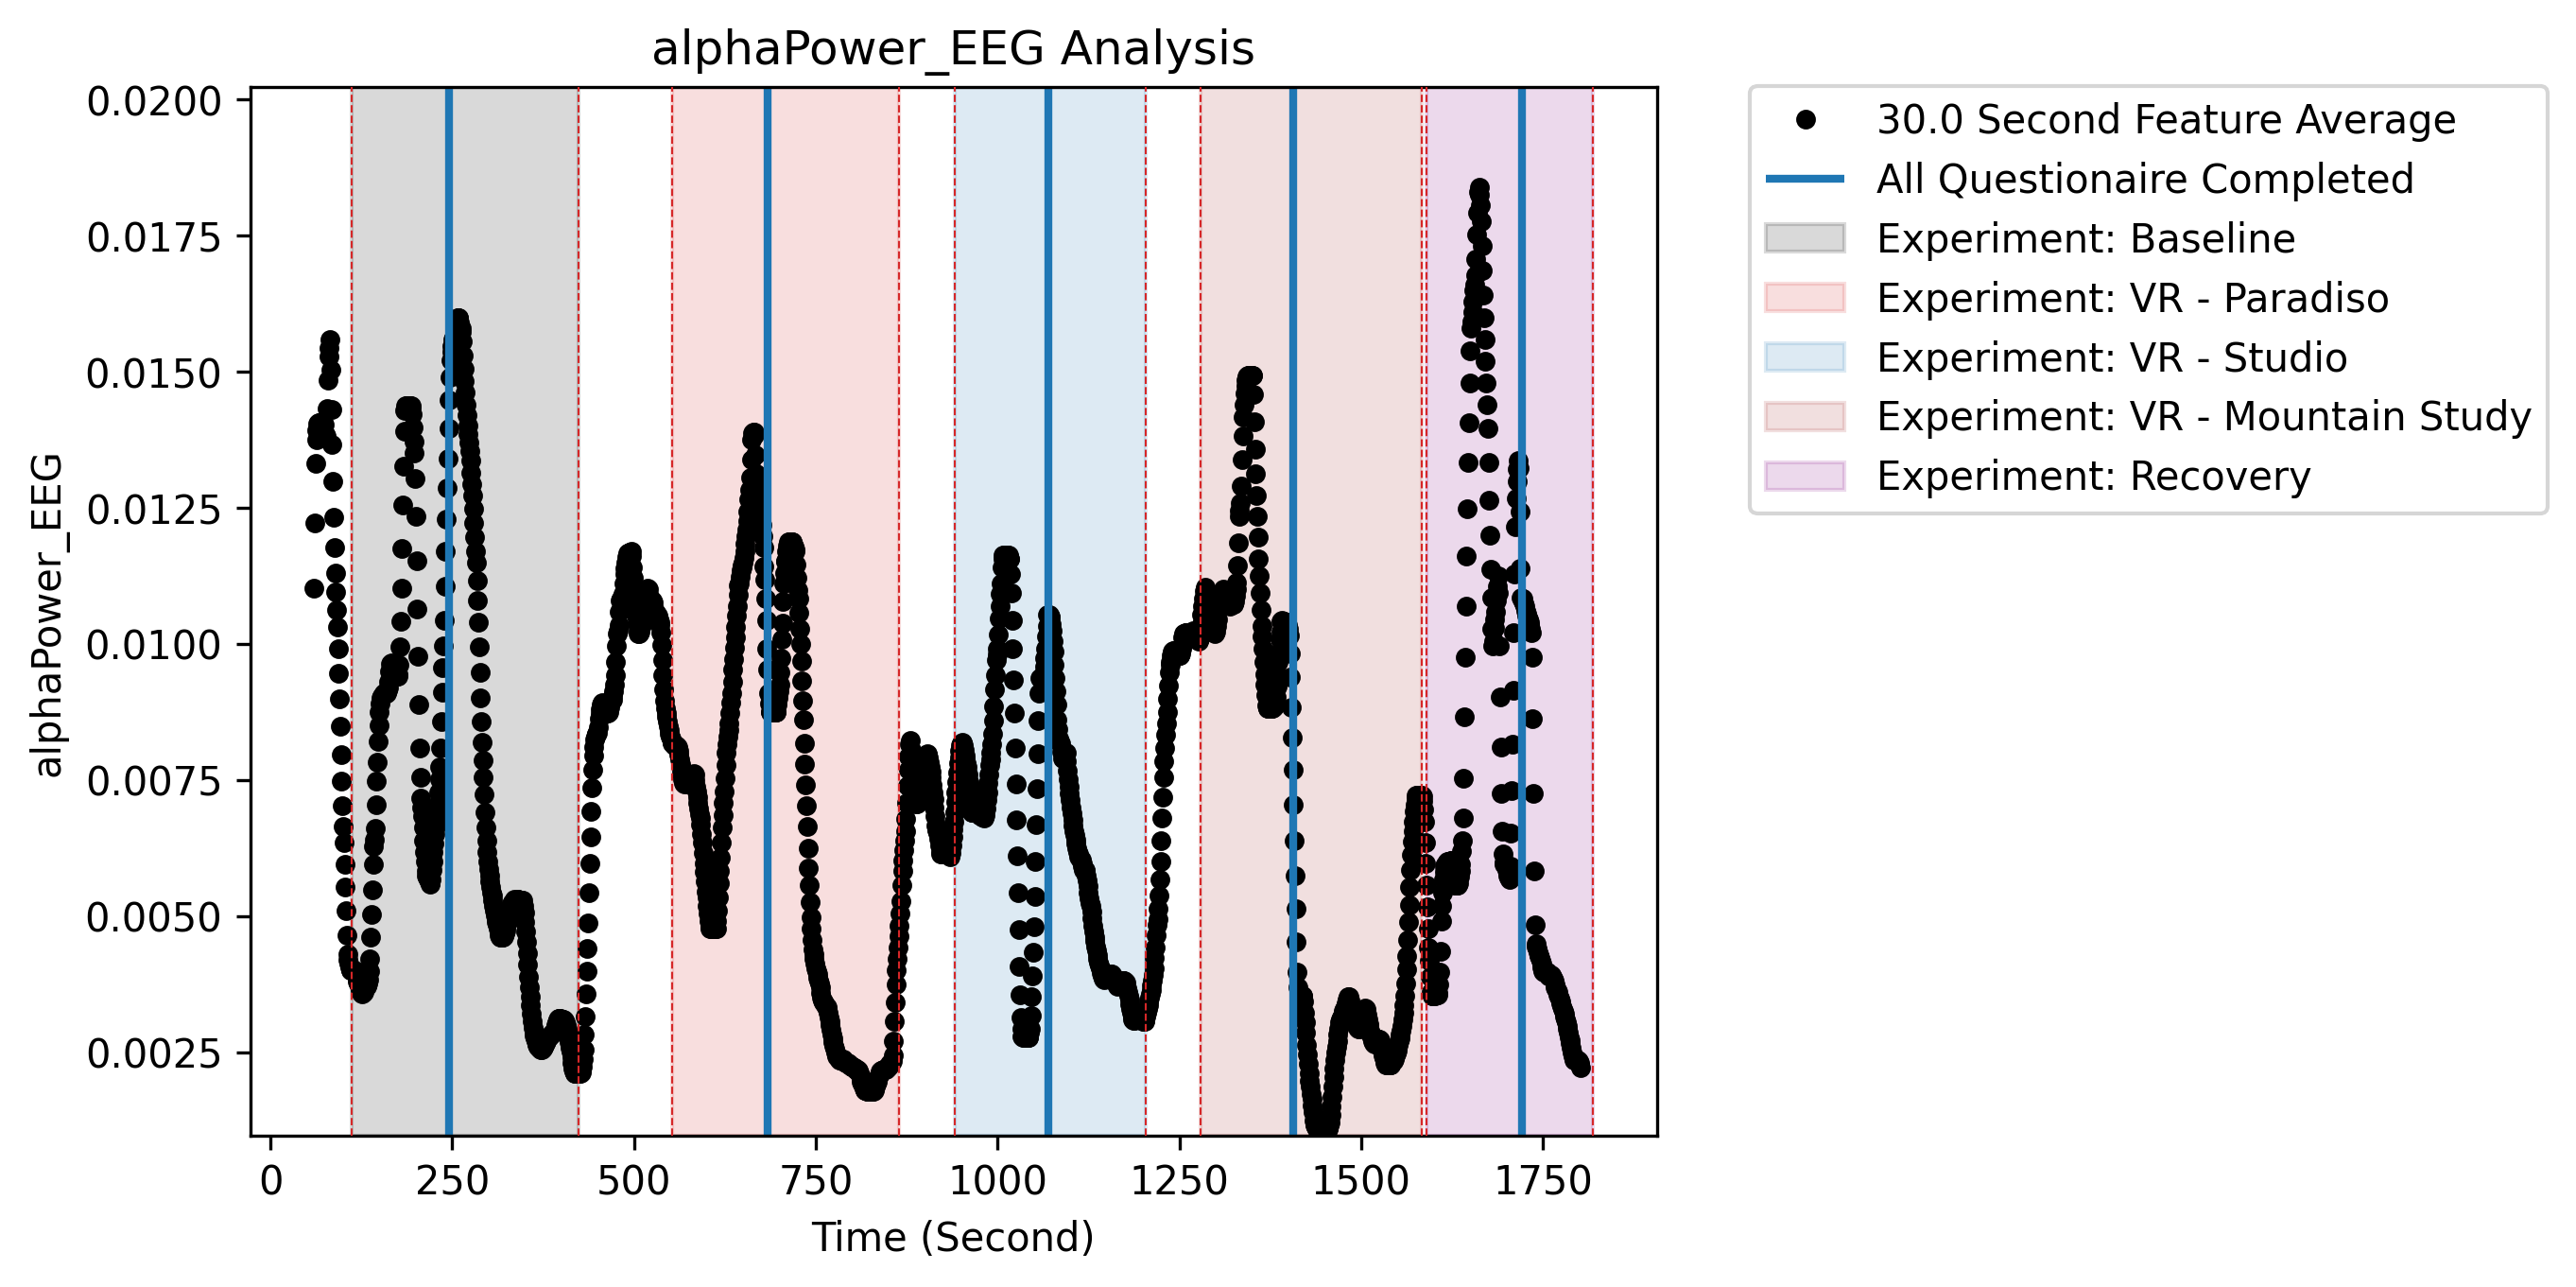 alphaPower_EEG Analysis
0.0200
0.0175
0.0150
0.0125
0.0100
0.0075
0.0050
0.0025
alphaPower_EEG
0 250 500 750 1000 1250 1500 1750
Time (Second)
30.0 Second Feature Average
All Questionaire Completed
Experiment: Baseline
Experiment: VR - Paradiso
Experiment: VR - Studio
Experiment: VR - Mountain Study
Experiment: Recovery